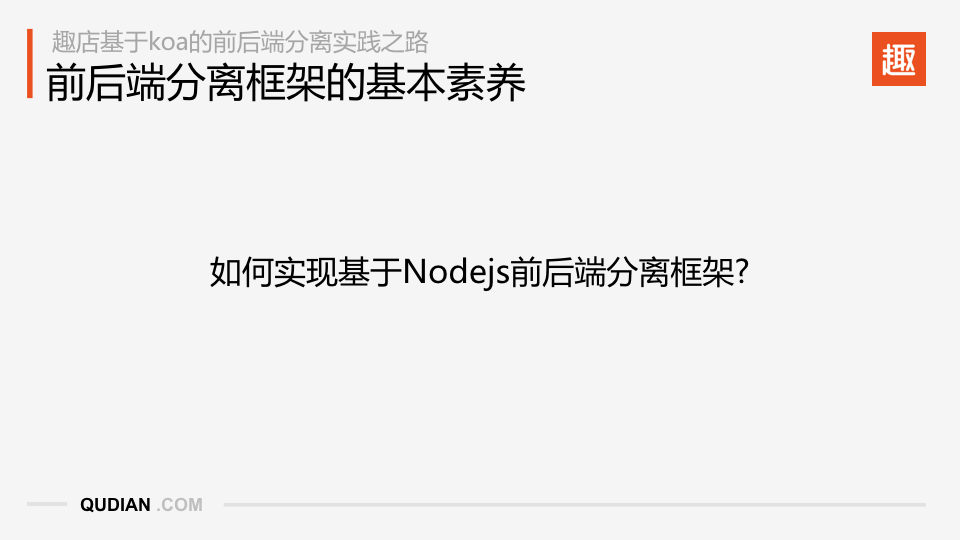 趣店基于koa的前后端分离实践之路
前后端分离框架的基本素养
趣
如何实现基于Nodejs前后端分离框架?
QUDIAN .COM